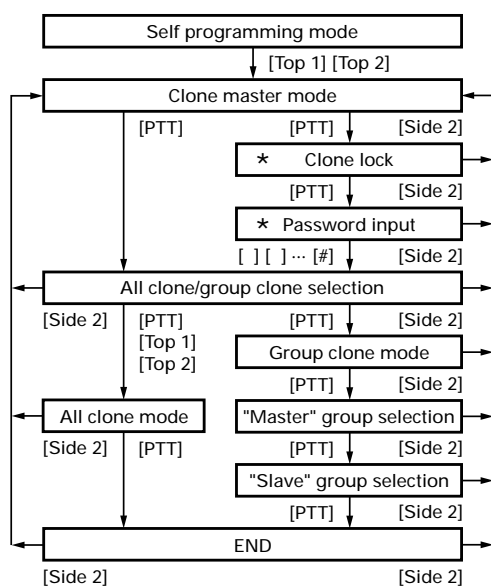 Self programming mode
[Top 1] [Top 2]
Clone master mode
[PTT] [PTT] [Side 2]
* Clone lock
[PTT] [Side 2]
* Password input
[ ] [ ] ... [#] [Side 2]
All clone/group clone selection
[Side 2] [PTT] [PTT] [Side 2]
[Top 1]
[Top 2]
Group clone mode
[PTT] [Side 2]
All clone mode "Master" group selection
[Side 2] [PTT] [PTT] [Side 2]
"Slave" group selection
[PTT] [Side 2]
END
[Side 2] [Side 2]